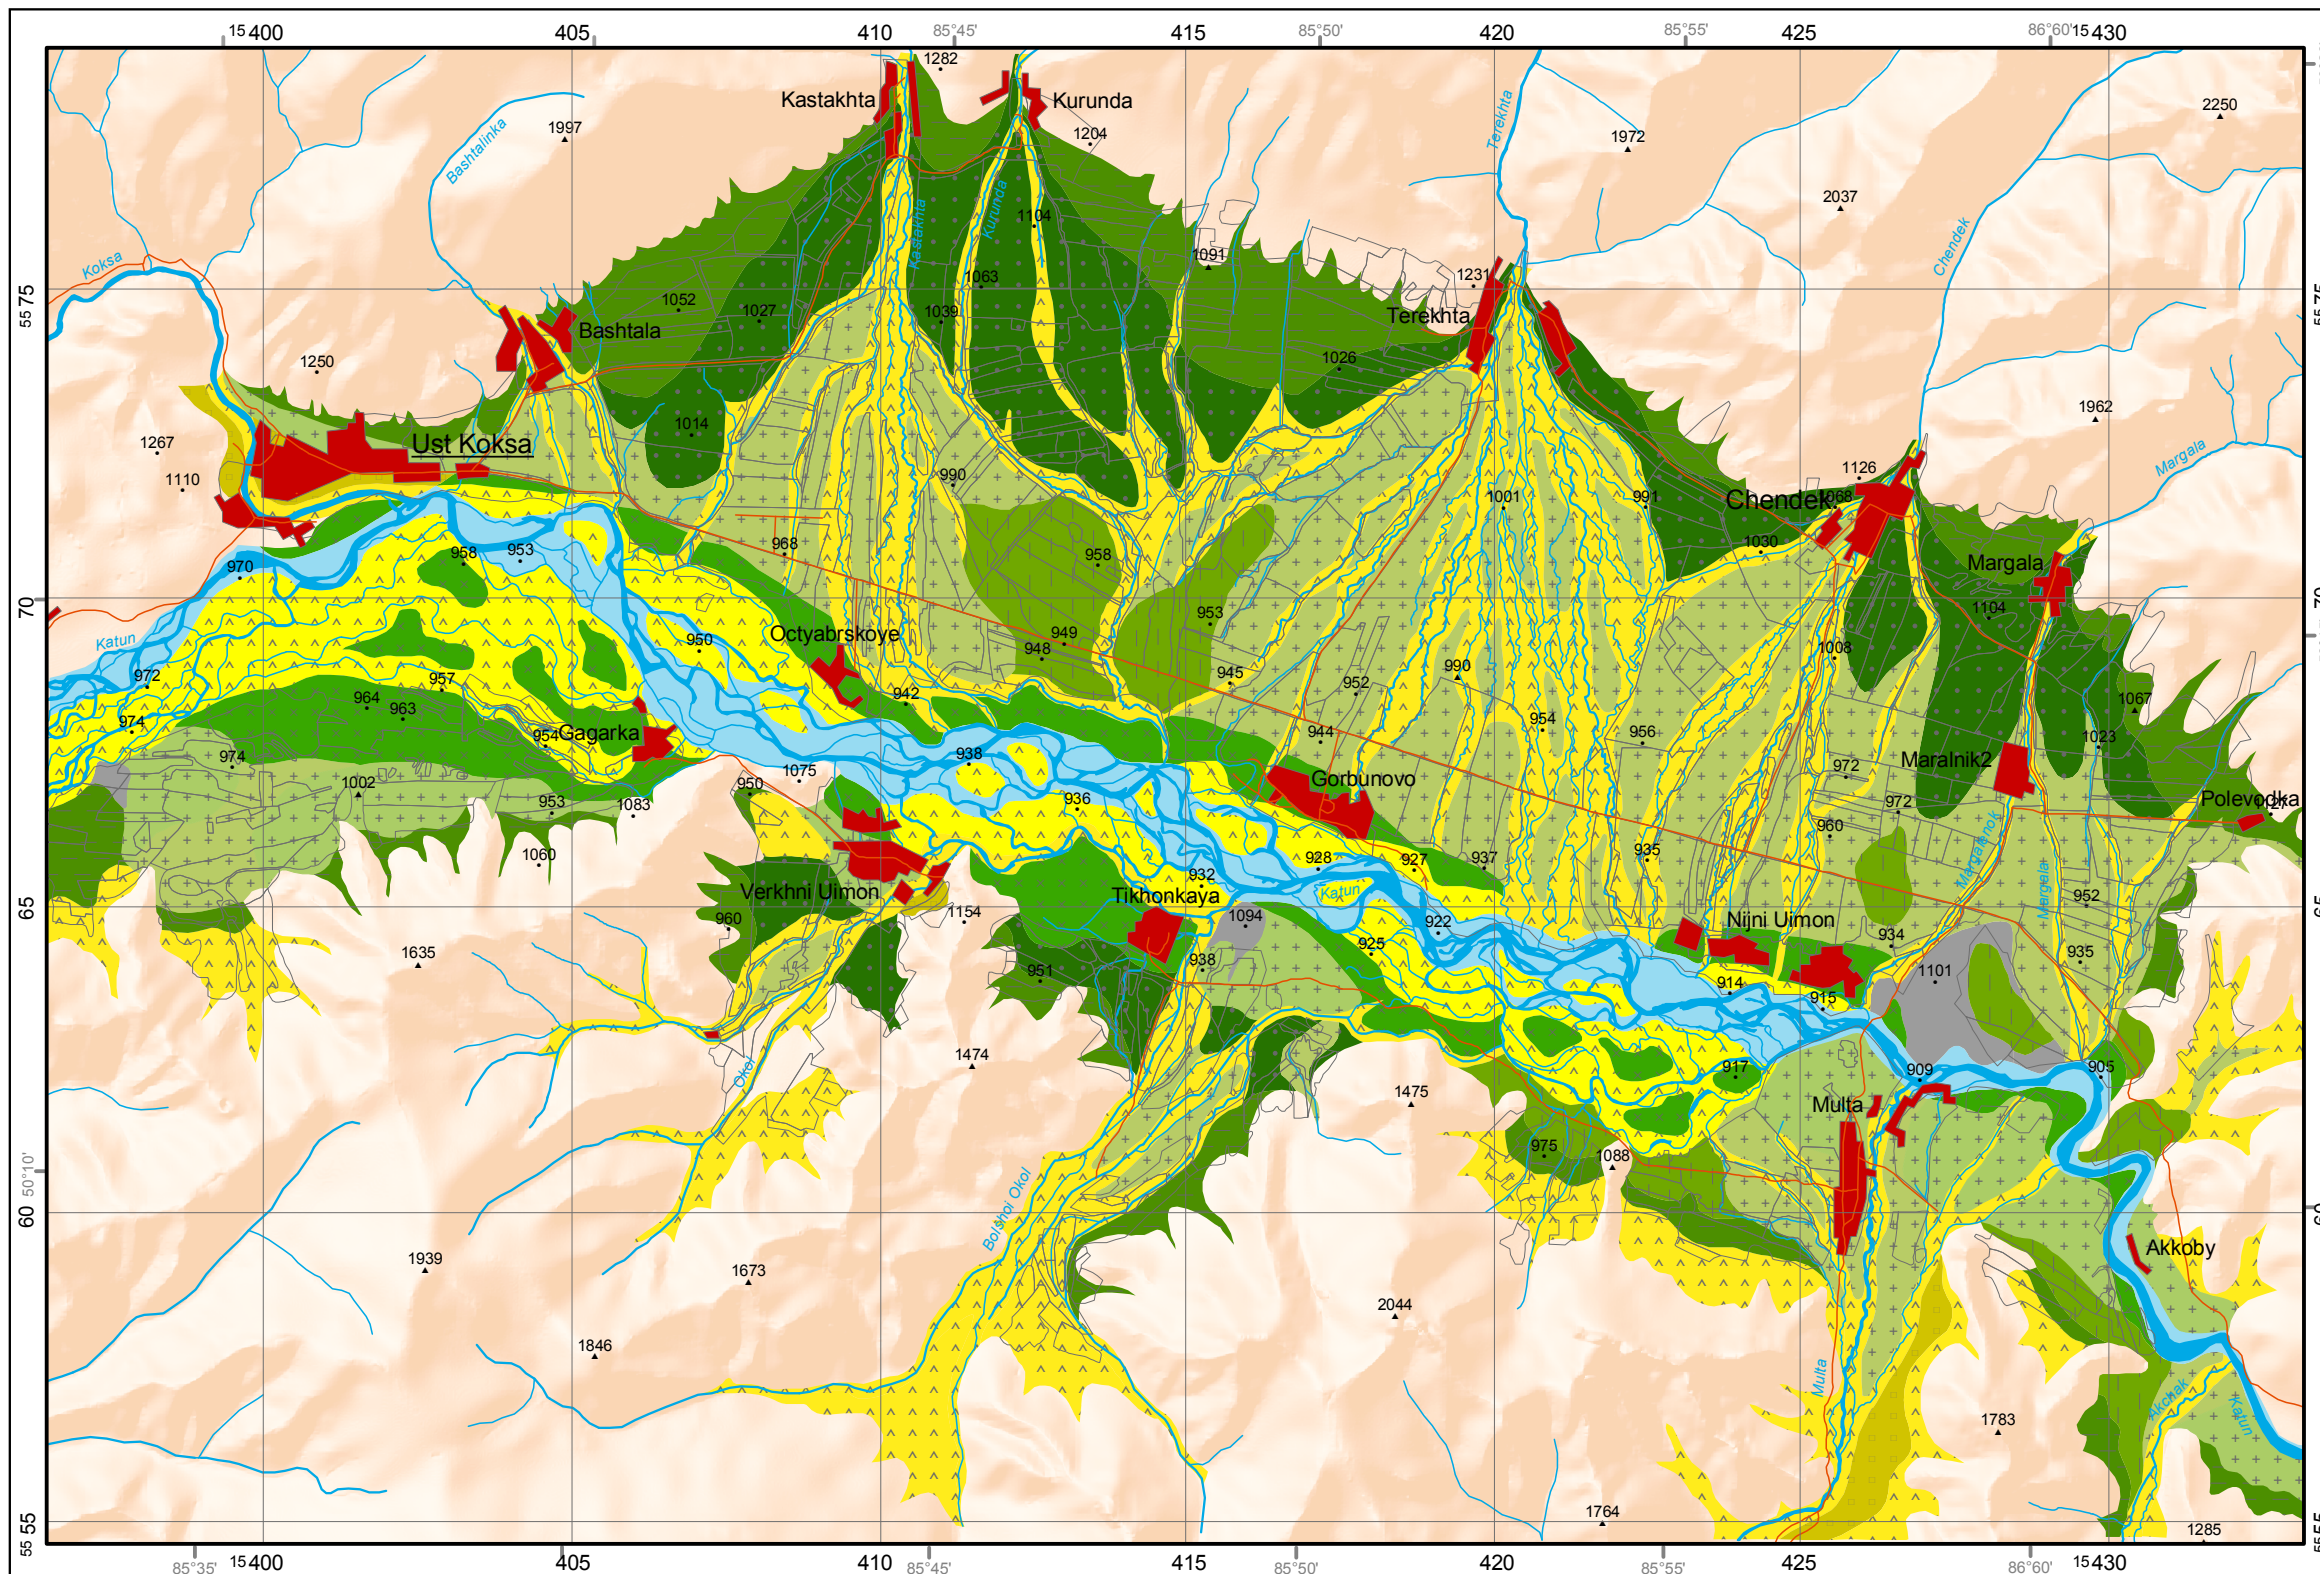 15 400 405 410 85°45' 415 85°50' 420 85°55' 425 86°60' 15 430
1282
Kastakhta
Kurunda
2250
1997
1204
1972
Bashtalinka
Terekhta
2037
Kastakhta
Kurunda
1104
Chendek
Koksa
1091
1063
1231
55 75
1052
1027
1039
Terekhta
Bashtala
1250
1026
1962
1014
Ust Koksa
1267
1110
990
1001
991
1126
Chendek
1068
Margala
958
953
968
958
1030
Margala
970
70
953
1104
Katun
Octyabrskoye
950
949
948
1008
972
957
942
945
990
952
964
963
954
1067
974
Gagarka
954
944
956
1023
974
938
Gorbunovo
972
Maralnik2
1002
950
1075
953
1083
936
972
Polevodka
1127
960
1060
928
927
937
935
Margalanok
Verkhni Uimon
932
Katun
Tikhonkaya
Margala
952
65
960
1154
1094
922
Nijni Uimon
925
934
1635
951
938
935
1101
914
915
1474
Okol
917
909
905
1475
Multa
975
1088
50°10'
Bolshoi Okol
60
Akkoby
1939
1673
2044
1846
Multa
Akchak
Katun
1783
1764
1285
55 55
85°35' 15 400 405 410 85°45' 415 85°50' 420 85°55' 425 86°60' 15 430